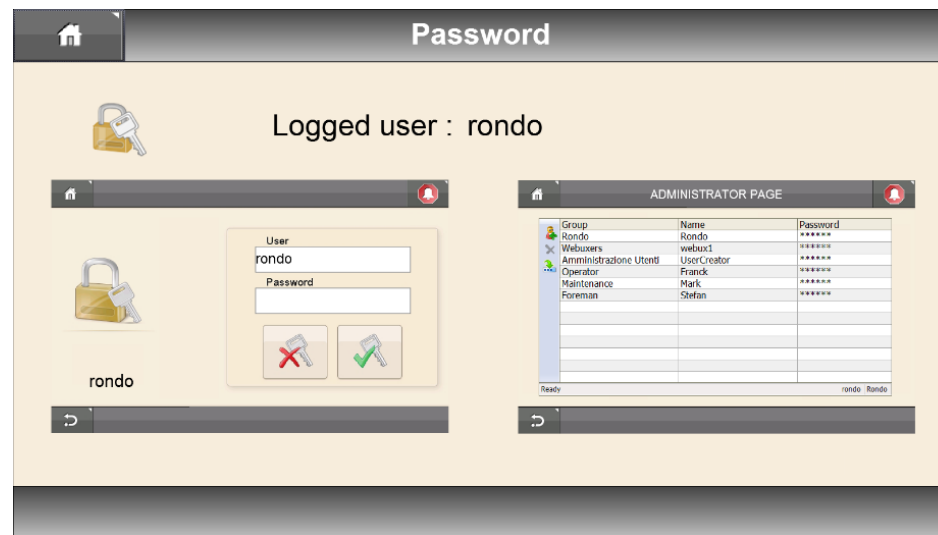 Password
Logged user : rondo
User
rondo
Password
rondo
ADMINISTRATOR PAGE
Group Name Password
Rondo Rondo ******
Webuxers webux1 ******
Amministrazione Utenti UserCreator ******
Operator Franck ******
Maintenance Mark ******
Foreman Stefan ******
Ready rondo Rondo